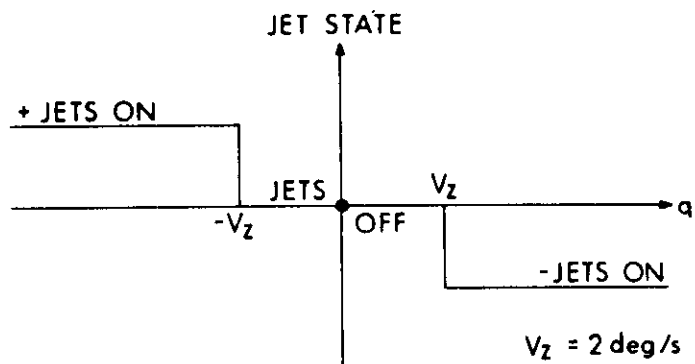 JET STATE
+ JETS ON
JETS
V_z
q
-V_z
OFF
-JETS ON
V_z = 2 deg/s